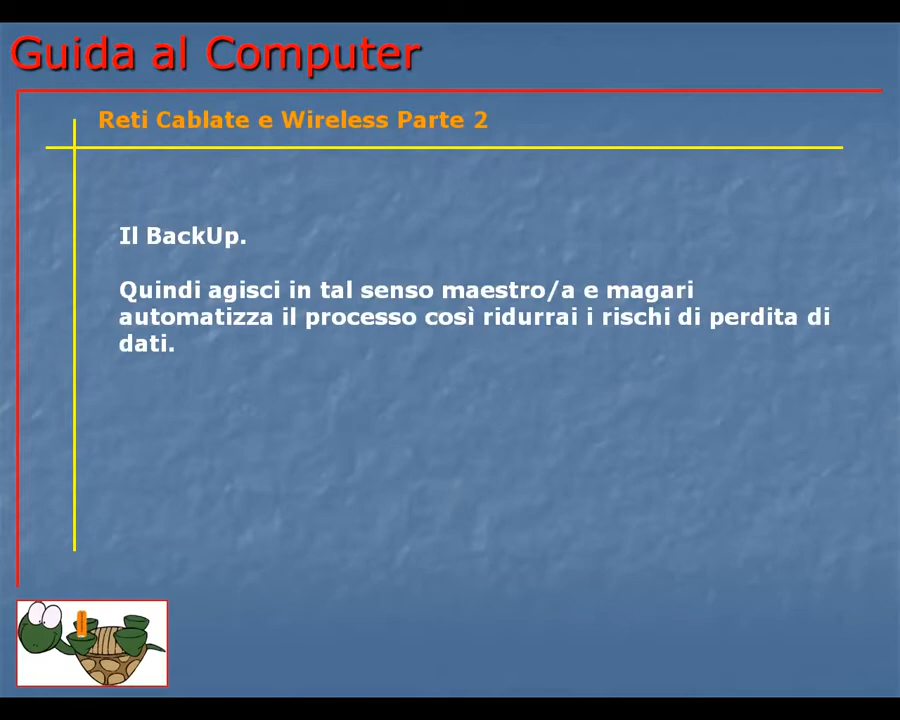 Guida al Computer
Reti Cablate e Wireless Parte 2
Il BackUp.
Quindi agisci in tal senso maestro/a e magari
automatizza il processo così ridurrai i rischi di perdita di
dati.